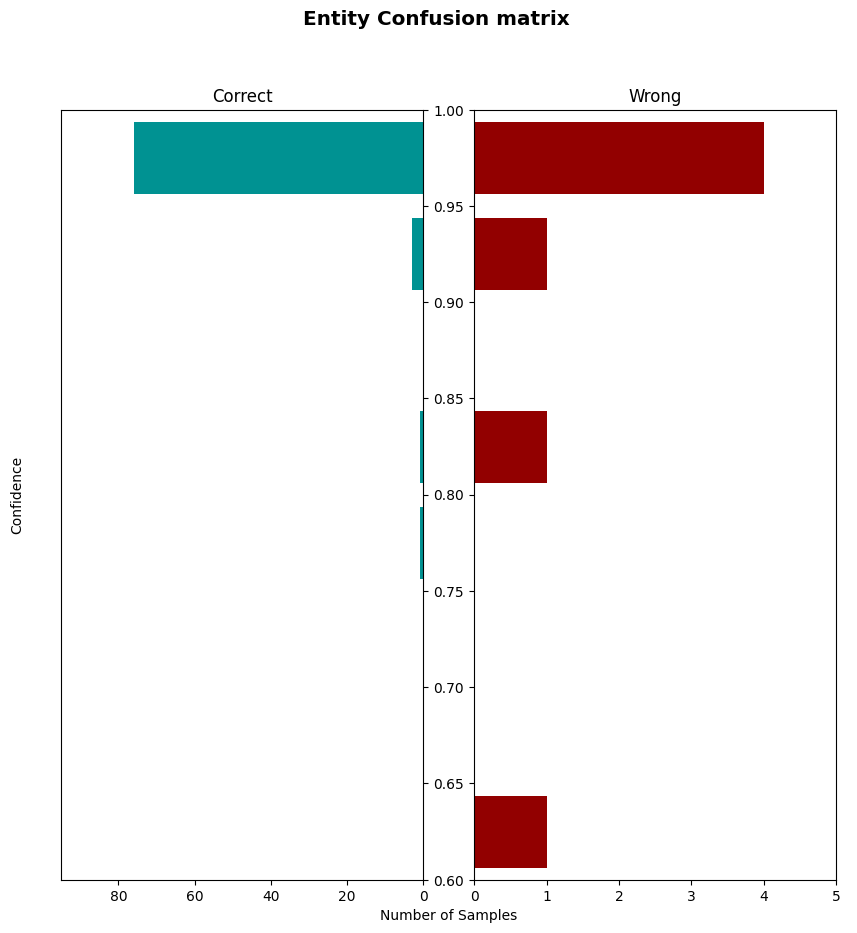 Entity Confusion matrix
Correct
Wrong
1.00
0.95
0.90
0.85
0.80
0.75
0.70
0.65
0.60
Confidence
80 60 40 20 0
0 1 2 3 4 5
Number of Samples